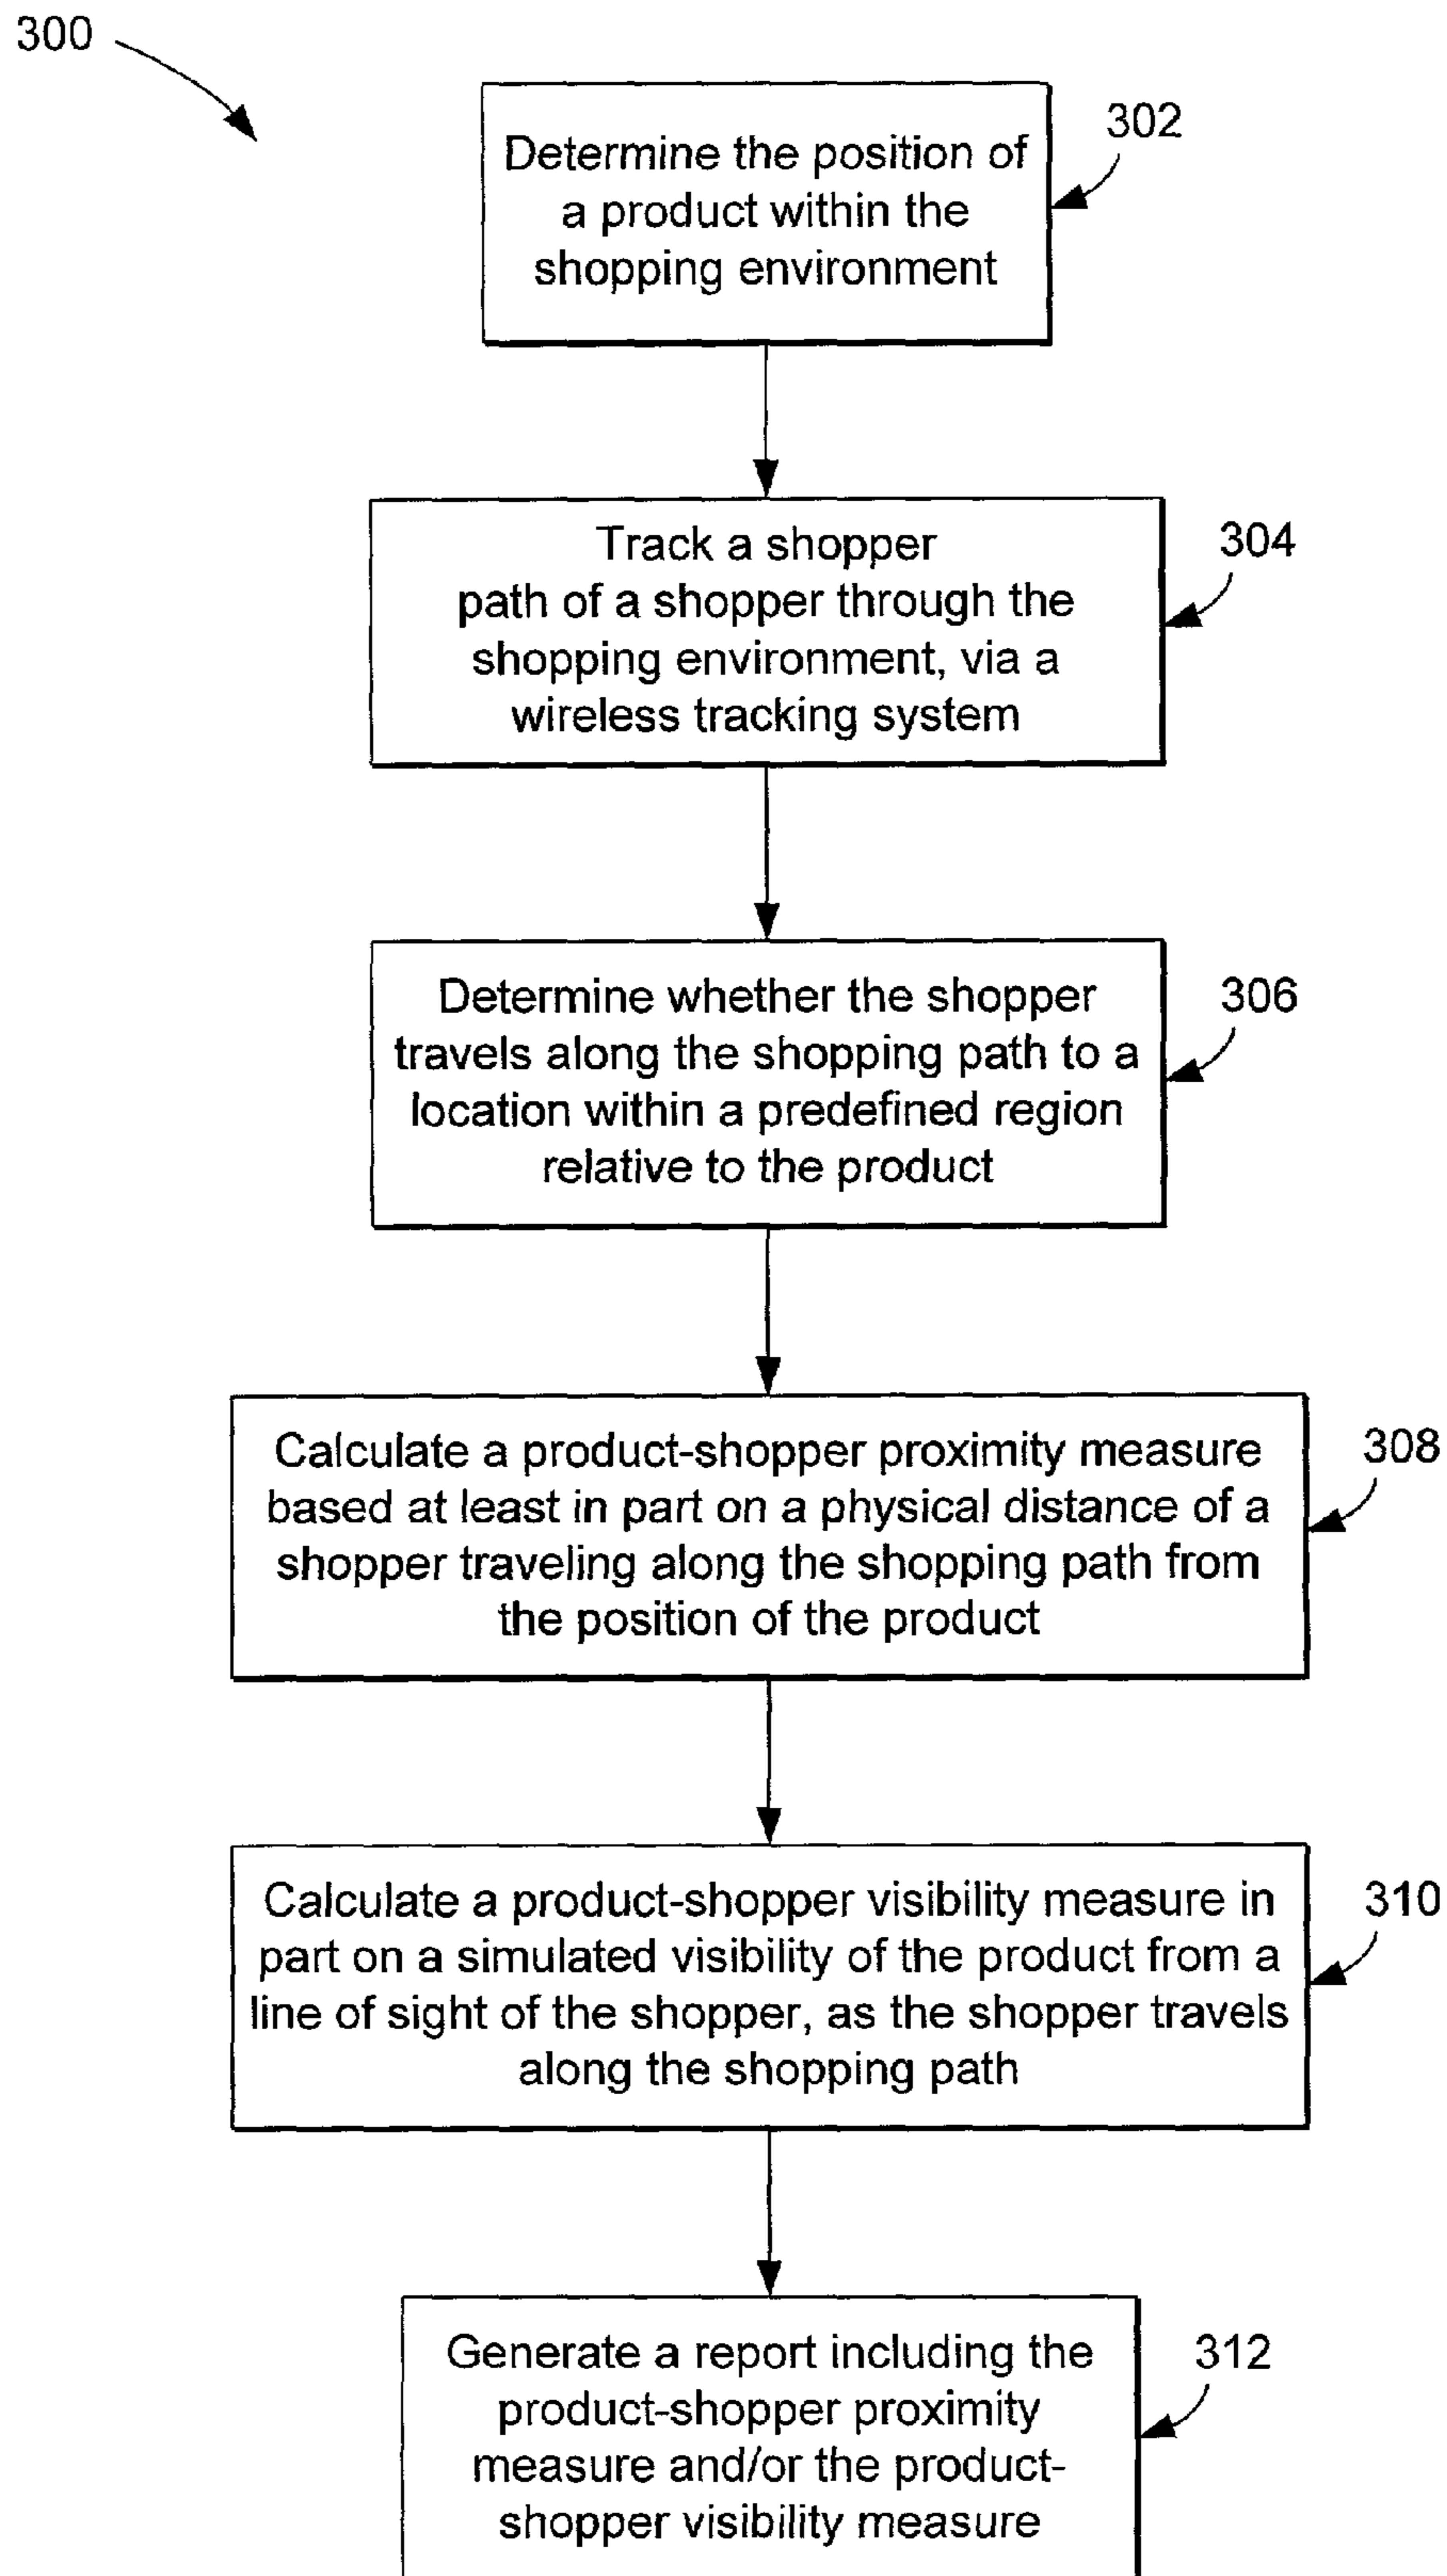 300
Determine the position of
a product within the
shopping environment
302
Track a shopper
path of a shopper through the
shopping environment, via a
wireless tracking system
304
Determine whether the shopper
travels along the shopping path to a
location within a predefined region
relative to the product
306
Calculate a product-shopper proximity measure
based at least in part on a physical distance of a
shopper traveling along the shopping path from
the position of the product
308
Calculate a product-shopper visibility measure in
part on a simulated visibility of the product from a
line of sight of the shopper, as the shopper travels
along the shopping path
310
Generate a report including the
product-shopper proximity
measure and/or the product-
shopper visibility measure
312